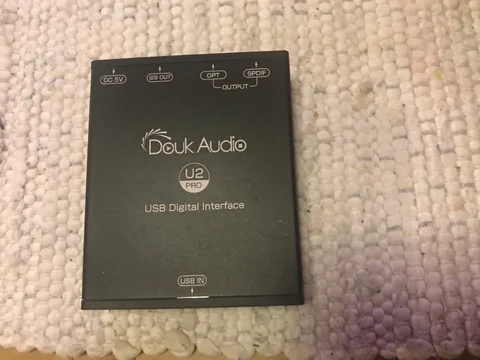 DC 5V I2S OUT OPT SPDIF
OUTPUT
Douk Audio
U2
PRO
USB Digital Interface
USB IN